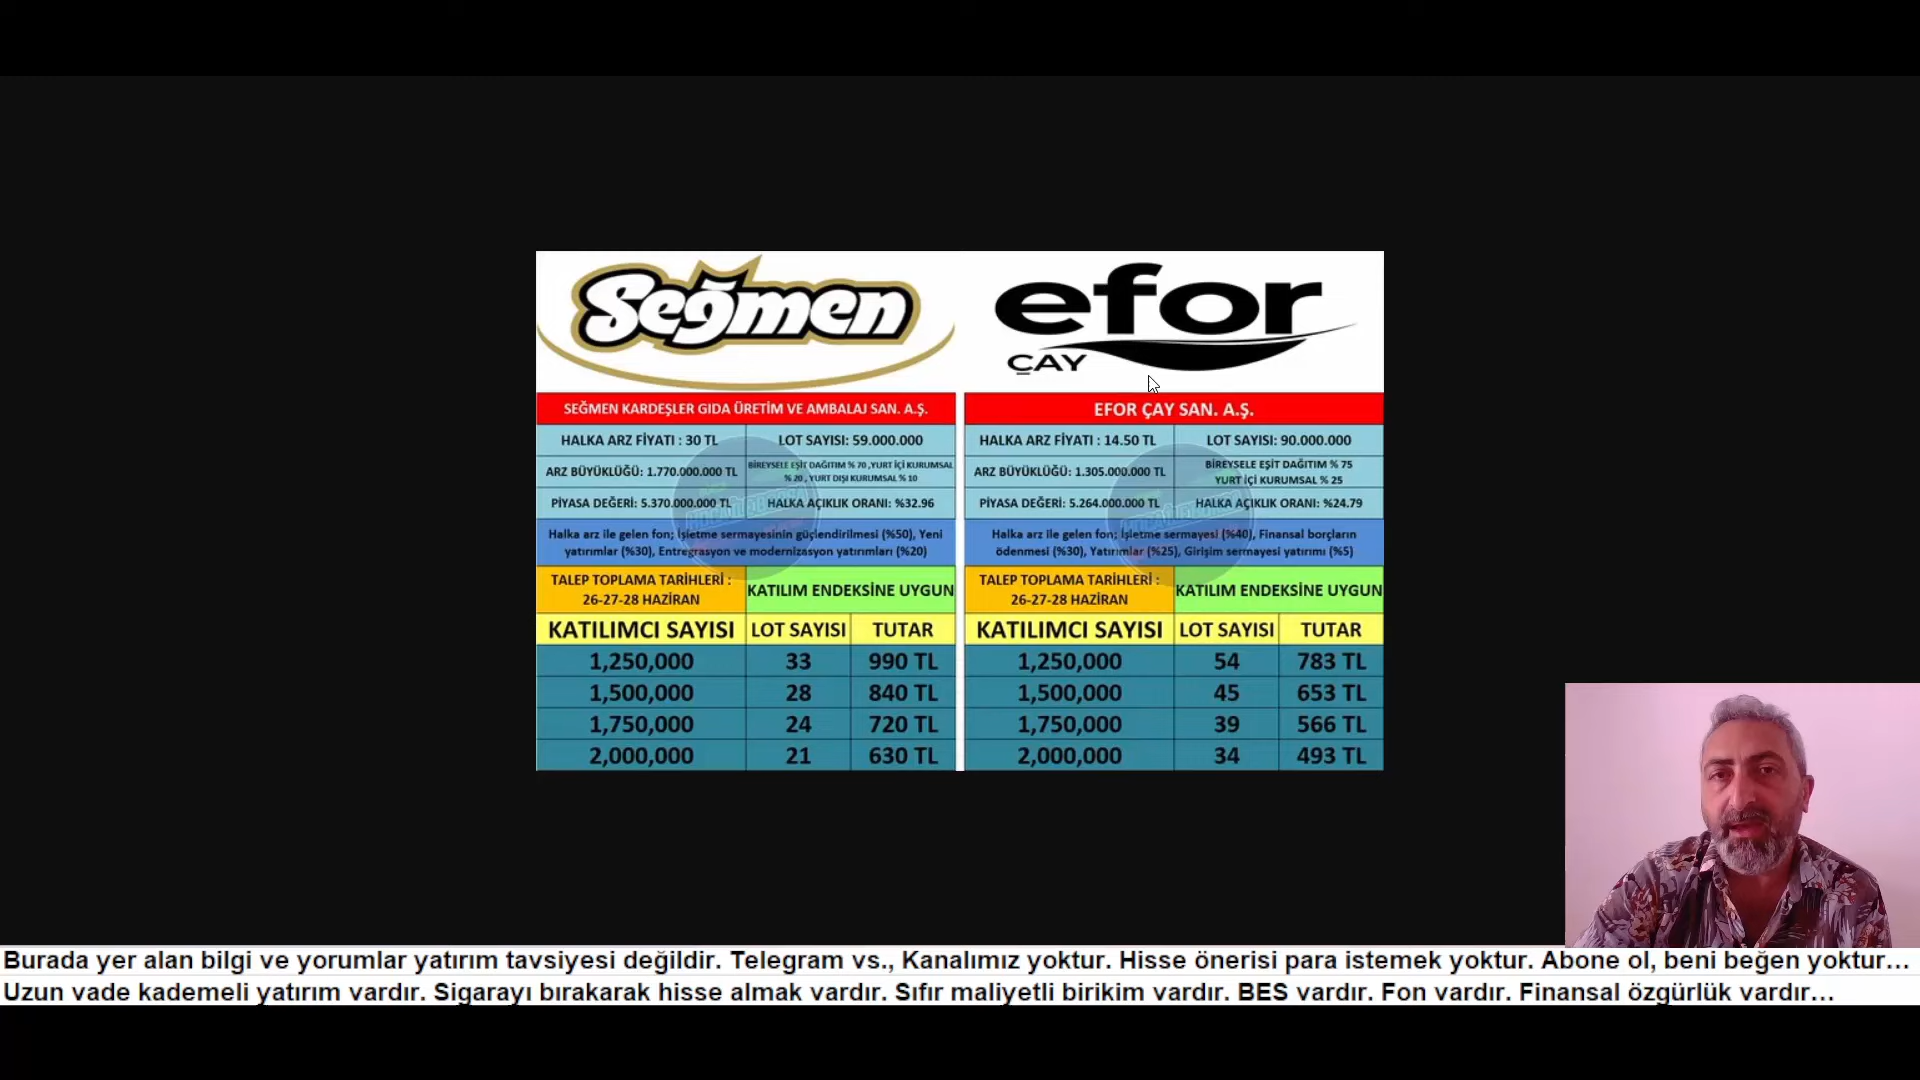 Seğmen
efor
ÇAY
SEĞMEN KARDEŞLER GIDA ÜRETİM VE AMBALAJ SAN. A.Ş.
HALKA ARZ FİYATI : 30 TL
LOT SAYISI: 59.000.000
ARZ BÜYÜKLÜĞÜ: 1.770.000.000 TL
BİREYSELE EŞİT DAĞITIM % 70 ,YURT İÇİ KURUMSAL
% 20 , YURT DIŞI KURUMSAL % 10
PİYASA DEĞERİ: 5.370.000.000 TL
HALKA AÇIKLIK ORANI: %32.96
Halka arz ile gelen fon; İşletme sermayesinin güçlendirilmesi (%50), Yeni
yatırımlar (%30), Entregrasyon ve modernizasyon yatırımları (%20)
TALEP TOPLAMA TARİHLERİ :
26-27-28 HAZİRAN
KATILIM ENDEKSİNE UYGUN
KATILIMCI SAYISI LOT SAYISI TUTAR
1,250,000 33 990 TL
1,500,000 28 840 TL
1,750,000 24 720 TL
2,000,000 21 630 TL
EFOR ÇAY SAN. A.Ş.
HALKA ARZ FİYATI : 14.50 TL
LOT SAYISI: 90.000.000
ARZ BÜYÜKLÜĞÜ: 1.305.000.000 TL
BİREYSELE EŞİT DAĞITIM % 75
YURT İÇİ KURUMSAL % 25
PİYASA DEĞERİ: 5.264.000.000 TL
HALKA AÇIKLIK ORANI: %24.79
Halka arz ile gelen fon; İşletme sermayesi (%40), Finansal borçların
ödenmesi (%30), Yatırımlar (%25), Girişim sermayesi yatırımı (%5)
TALEP TOPLAMA TARİHLERİ :
26-27-28 HAZİRAN
KATILIM ENDEKSİNE UYGUN
KATILIMCI SAYISI LOT SAYISI TUTAR
1,250,000 54 783 TL
1,500,000 45 653 TL
1,750,000 39 566 TL
2,000,000 34 493 TL
Burada yer alan bilgi ve yorumlar yatırım tavsiyesi değildir. Telegram vs., Kanalımız yoktur. Hisse önerisi para istemek yoktur. Abone ol, beni beğen yoktur...
Uzun vade kademeli yatırım vardır. Sigarayı bırakarak hisse almak vardır. Sıfır maliyetli birikim vardır. BES vardır. Fon vardır. Finansal özgürlük vardır...